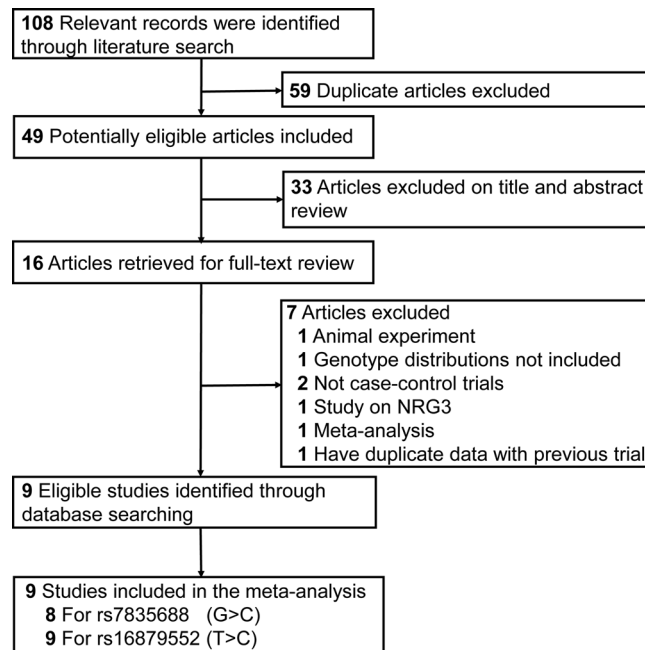 108 Relevant records were identified
through literature search
59 Duplicate articles excluded
49 Potentially eligible articles included
33 Articles excluded on title and abstract
review
16 Articles retrieved for full-text review
7 Articles excluded
1 Animal experiment
1 Genotype distributions not included
2 Not case-control trials
1 Study on NRG3
1 Meta-analysis
1 Have duplicate data with previous trial
9 Eligible studies identified through
database searching
9 Studies included in the meta-analysis
8 For rs7835688 (G>C)
9 For rs16879552 (T>C)